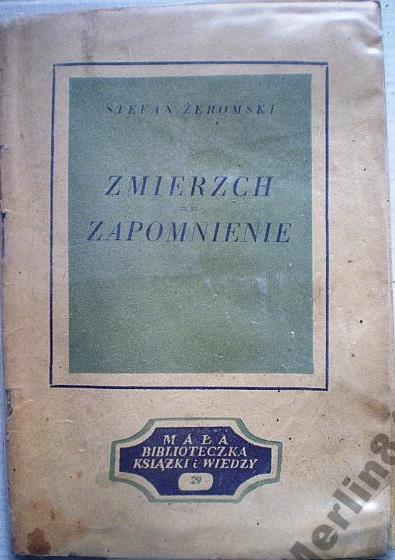 STEFAN ŻEROMSKI
ZMIERZCH
ZAPOMNIENIE
MAŁA
BIBLIOTECZKA
KSIĄŻKI i WIEDZY
29